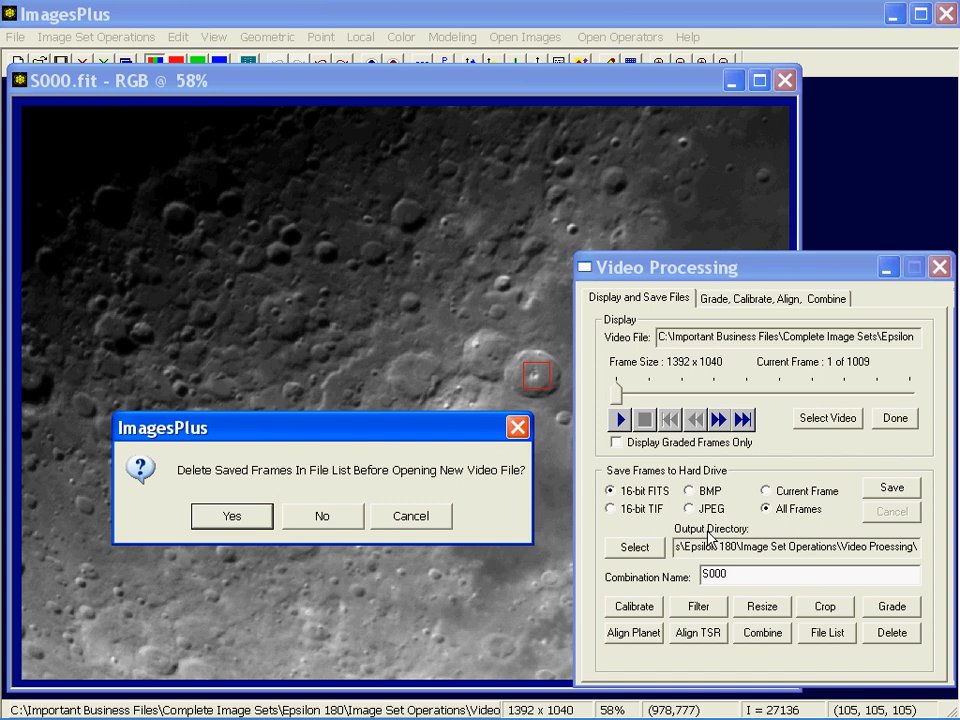 ImagesPlus
File Image Set Operations Edit View Geometric Point Local Color Modeling Open Images Open Operators Help
S000.fit - RGB @ 58%
Video Processing
Display and Save Files Grade, Calibrate, Align, Combine
Display
Video File: C:\Important Business Files\Complete Image Sets\Epsilon
Frame Size : 1392 x 1040 Current Frame : 1 of 1009
Select Video Done
Display Graded Frames Only
Save Frames to Hard Drive
16-bit FITS BMP Current Frame Save
16-bit TIF JPEG All Frames Cancel
Output Directory:
Select s\Epsilon 180\Image Set Operations\Video Proessing\
Combination Name: S000
Calibrate Filter Resize Crop Grade
Align Planet Align TSR Combine File List Delete
ImagesPlus
Delete Saved Frames In File List Before Opening New Video File?
Yes No Cancel
C:\Important Business Files\Complete Image Sets\Epsilon 180\Image Set Operations\Video 1392 x 1040 58% (978,777) I = 27136 (105, 105, 105)